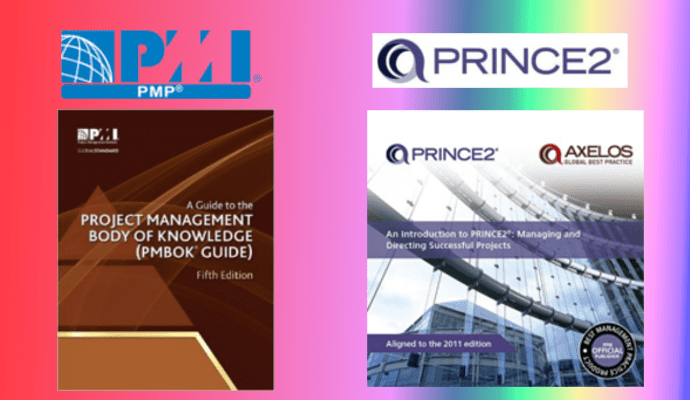 PMI ®
PMP®
PRINCE2®
PMI
A Guide to the
PROJECT MANAGEMENT
BODY OF KNOWLEDGE
(PMBOK® GUIDE)
Fifth Edition
PRINCE2®
AXELOS
GLOBAL BEST PRACTICE
An Introduction to PRINCE2®: Managing and
Directing Successful Projects
Aligned to the 2011 edition
BEST MANAGEMENT
PRACTICE PRODUCT
OFFICIAL
PUBLISHER